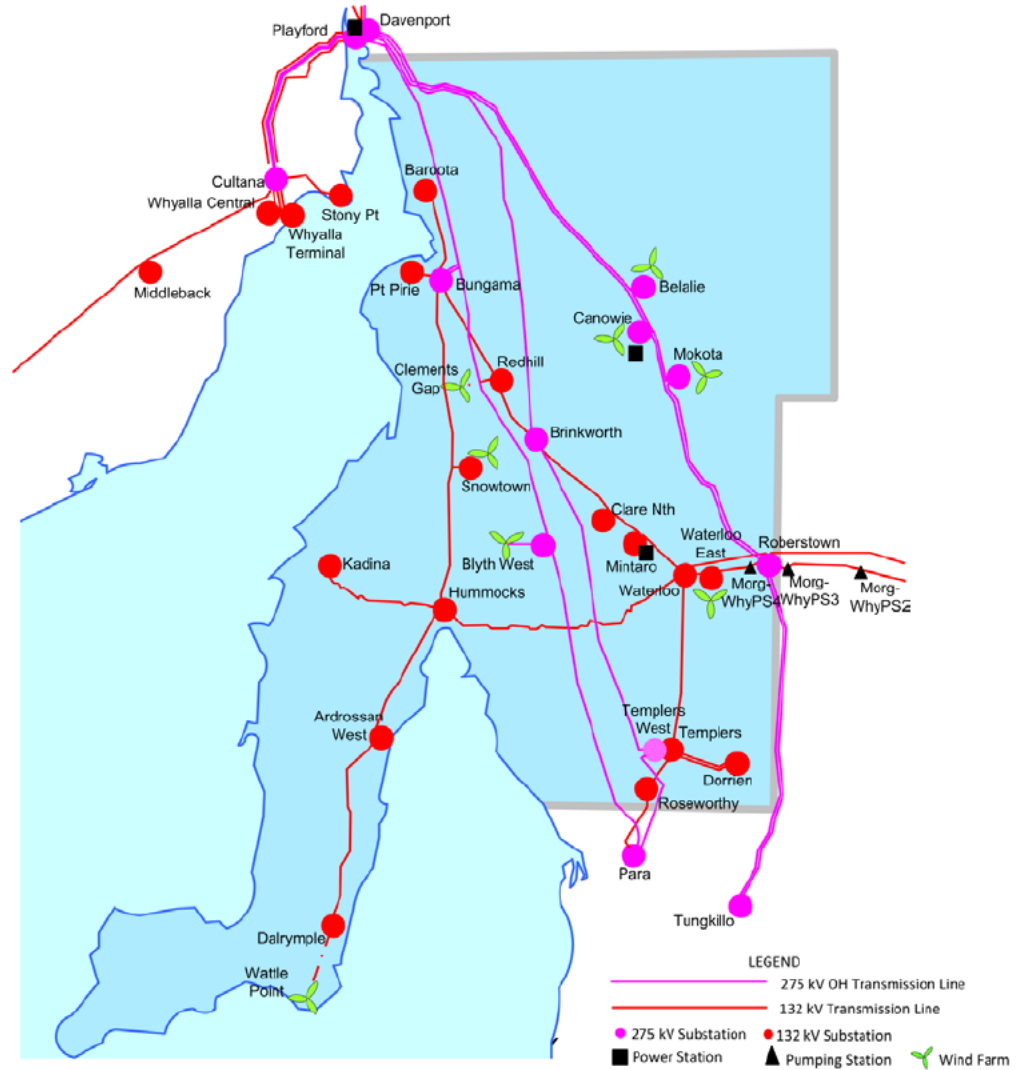 Davenport
Playford
Baroota
Cultana
Whyalla Central
Stony Pt
Whyalla
Terminal
Middleback
Pt Pirie
Bungama
Belalie
Canowie
Mokota
Redhill
Clements
Gap
Brinkworth
Snowtown
Clare Nth
Waterloo
East
Roberstown
Blyth West
Mintaro
Kadina
Waterloo
Morg-
WhyPS4
Morg-
WhyPS3
Morg-
WhyPS2
Hummocks
Ardrossan
West
Templers
West
Templers
Dorrien
Roseworthy
Para
Tungkillo
Dalrymple
Wattle
Point
LEGEND
275 kV OH Transmission Line
132 kV Transmission Line
275 kV Substation
132 kV Substation
Power Station
Pumping Station
Wind Farm